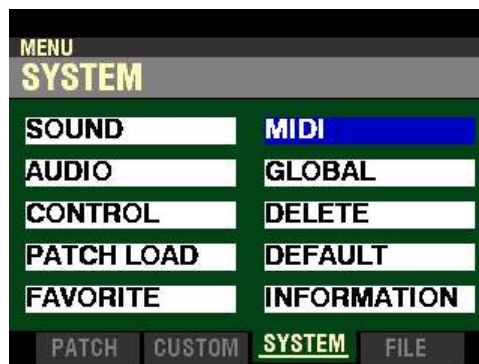 MENU
SYSTEM
SOUND
MIDI
AUDIO
GLOBAL
CONTROL
DELETE
PATCH LOAD
DEFAULT
FAVORITE
INFORMATION
PATCH CUSTOM SYSTEM FILE